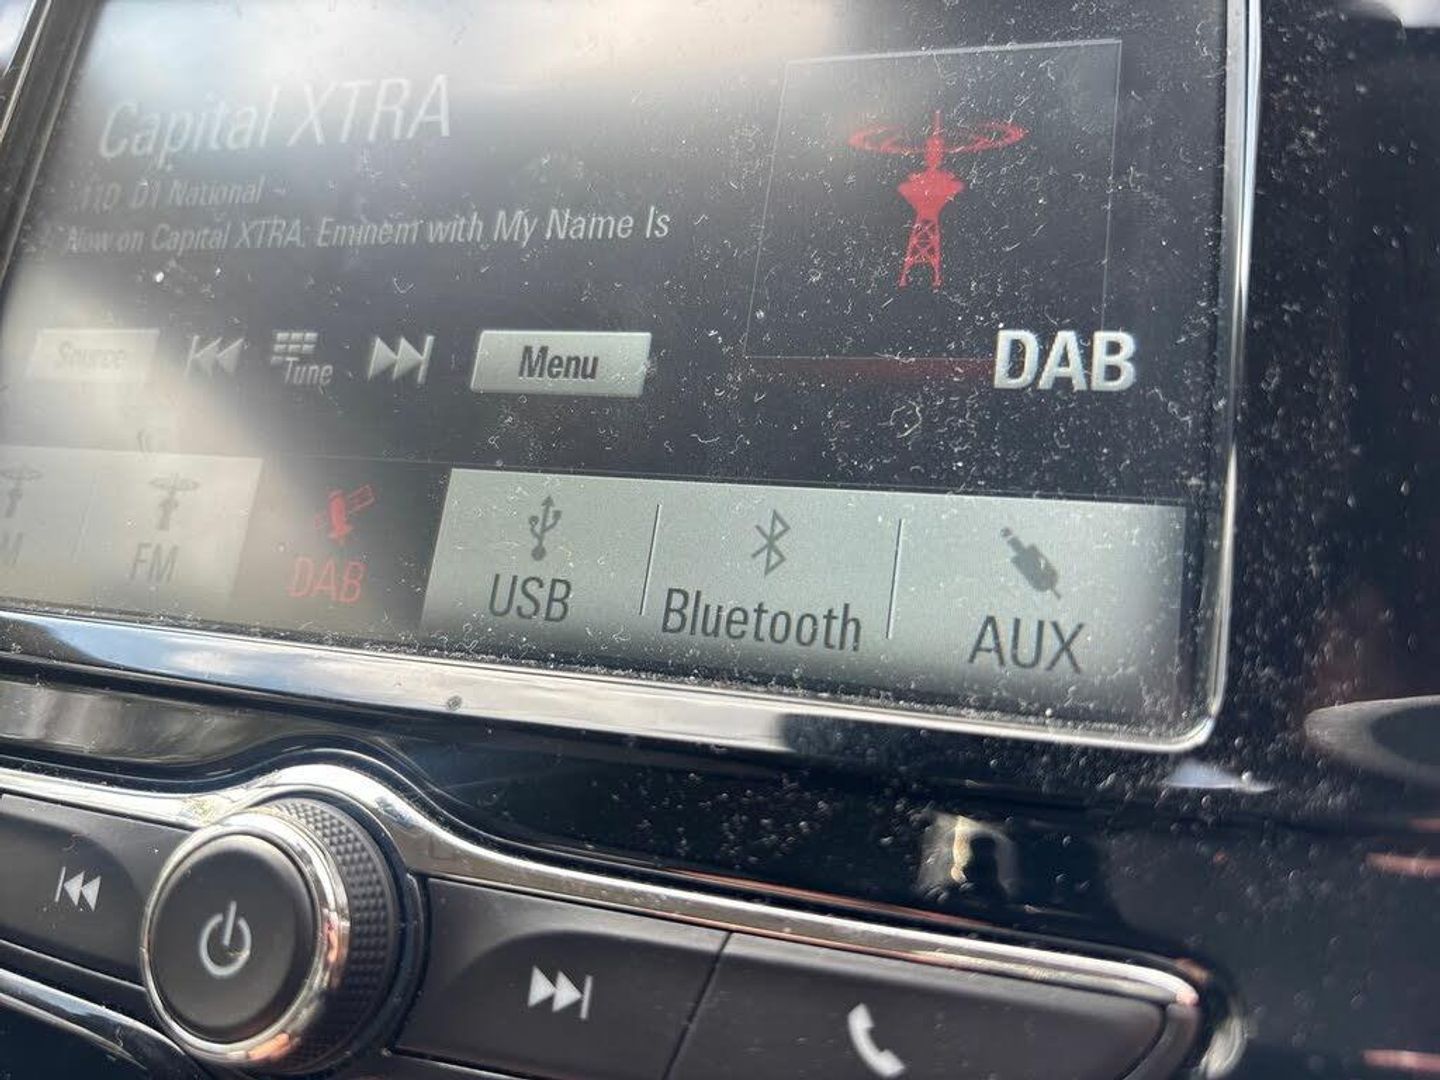 Capital XTRA
11D D1 National
Now on Capital XTRA: Eminem with My Name Is
Source
Tune
Menu
DAB
FM
DAB
USB
Bluetooth
AUX